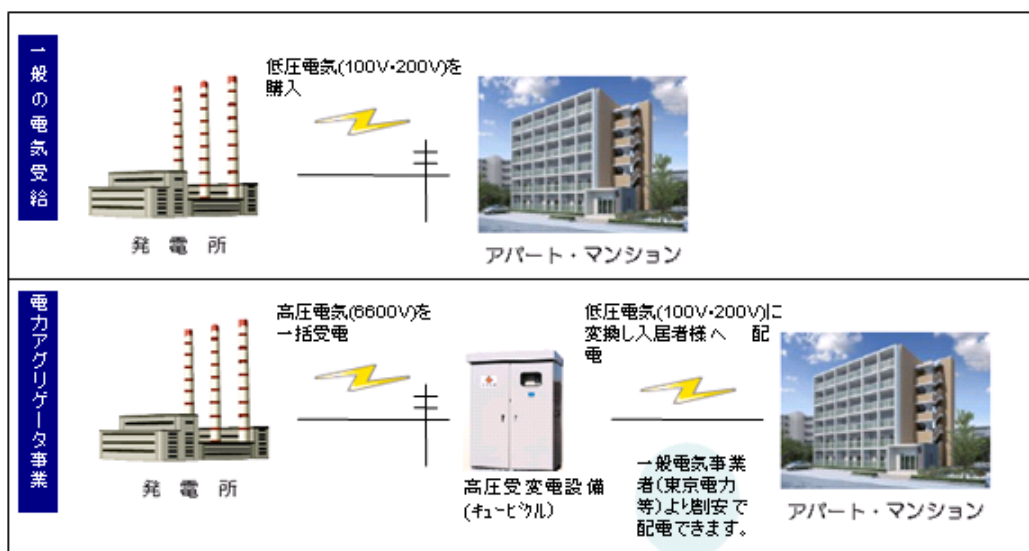 一般の電気受給
低圧電気(100V・200V)を
購入
発 電 所
アパート・マンション
電力アグリゲータ事業
高圧電気(6600V)を
一括受電
低圧電気(100V・200V)に
変換し入居者様へ 配
電
発 電 所
高圧受変電設備
(ｷｭｰﾋﾞｸﾙ)
一般電気事業
者(東京電力
等)より割安で
配電できます。
アパート・マンション